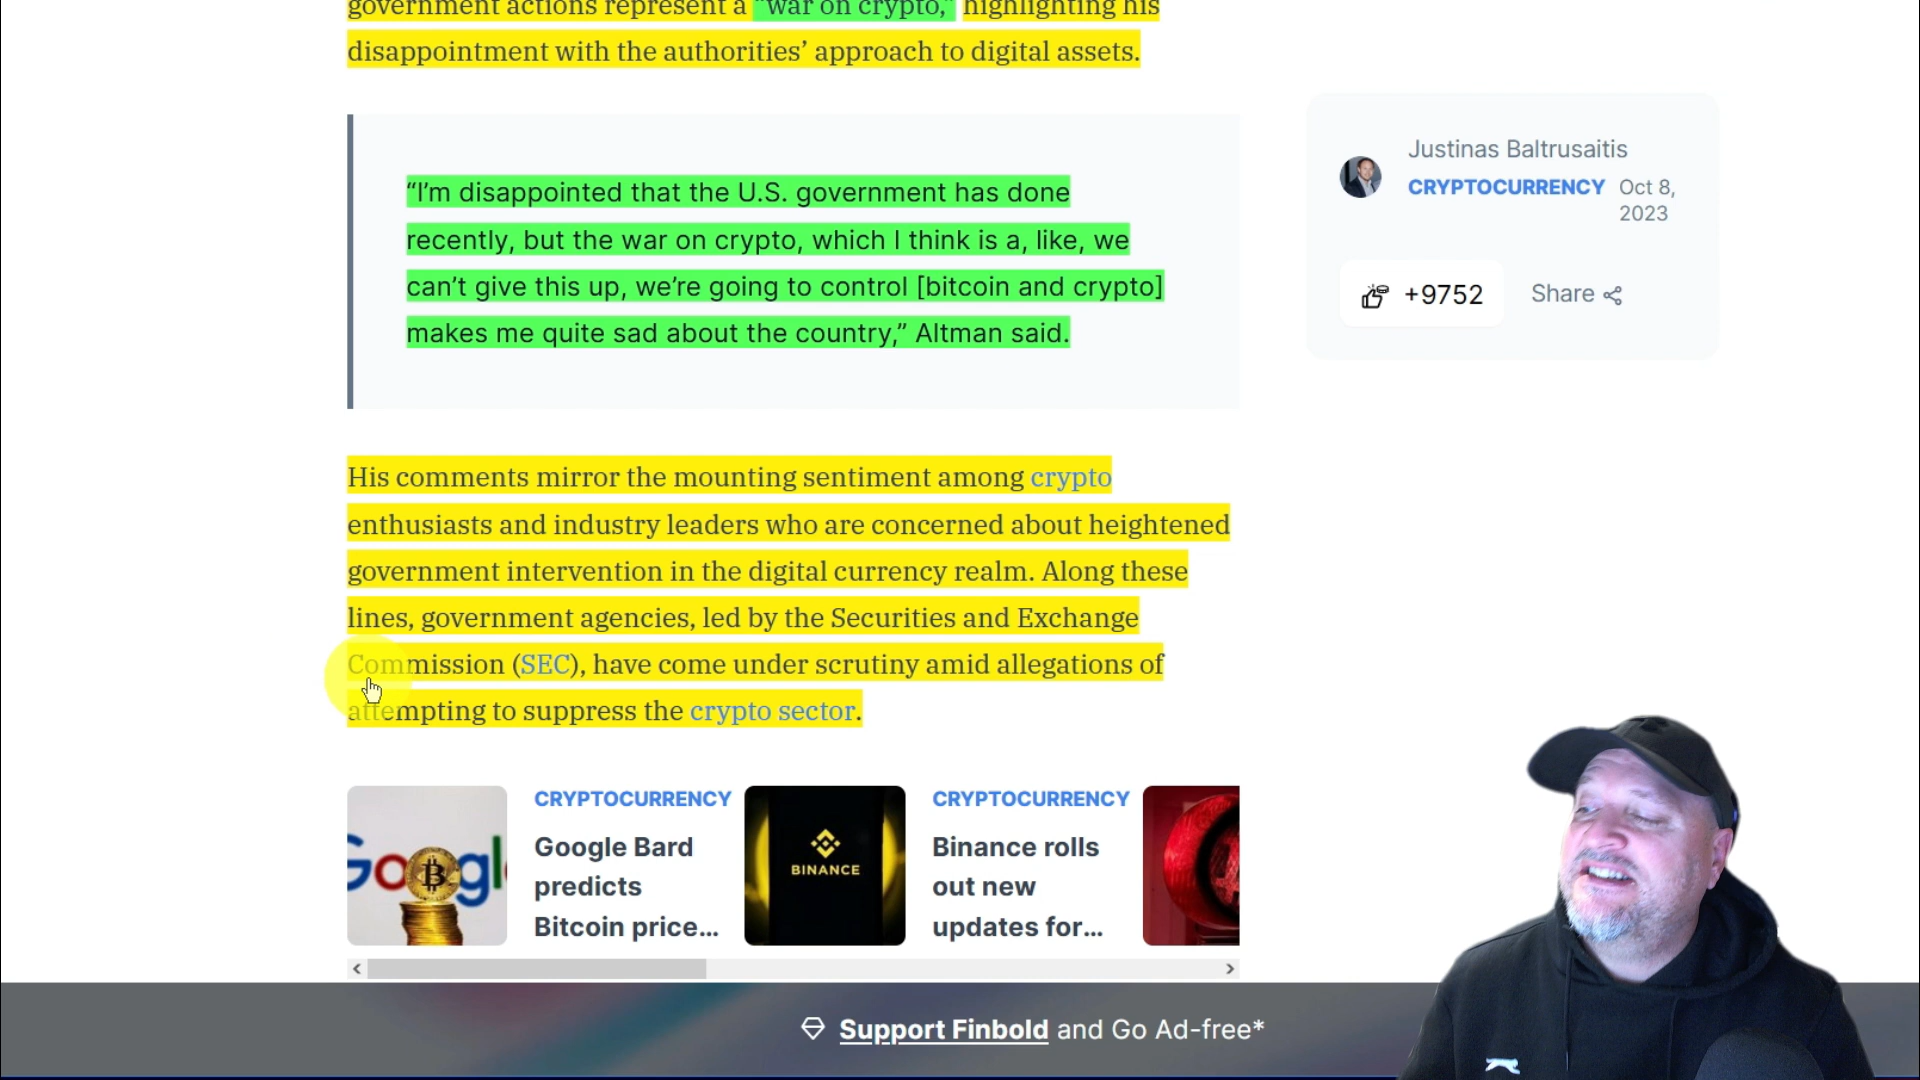 government actions represent a “war on crypto,” highlighting his
disappointment with the authorities’ approach to digital assets.
“I’m disappointed that the U.S. government has done
recently, but the war on crypto, which I think is a, like, we
can’t give this up, we’re going to control [bitcoin and crypto]
makes me quite sad about the country,” Altman said.
His comments mirror the mounting sentiment among crypto
enthusiasts and industry leaders who are concerned about heightened
government intervention in the digital currency realm. Along these
lines, government agencies, led by the Securities and Exchange
Commission (SEC), have come under scrutiny amid allegations of
attempting to suppress the crypto sector.
Justinas Baltrusaitis
CRYPTOCURRENCY Oct 8,
2023
+9752 Share
Googl
CRYPTOCURRENCY
Google Bard
predicts
Bitcoin price...
BINANCE
CRYPTOCURRENCY
Binance rolls
out new
updates for...
Support Finbold and Go Ad-free*